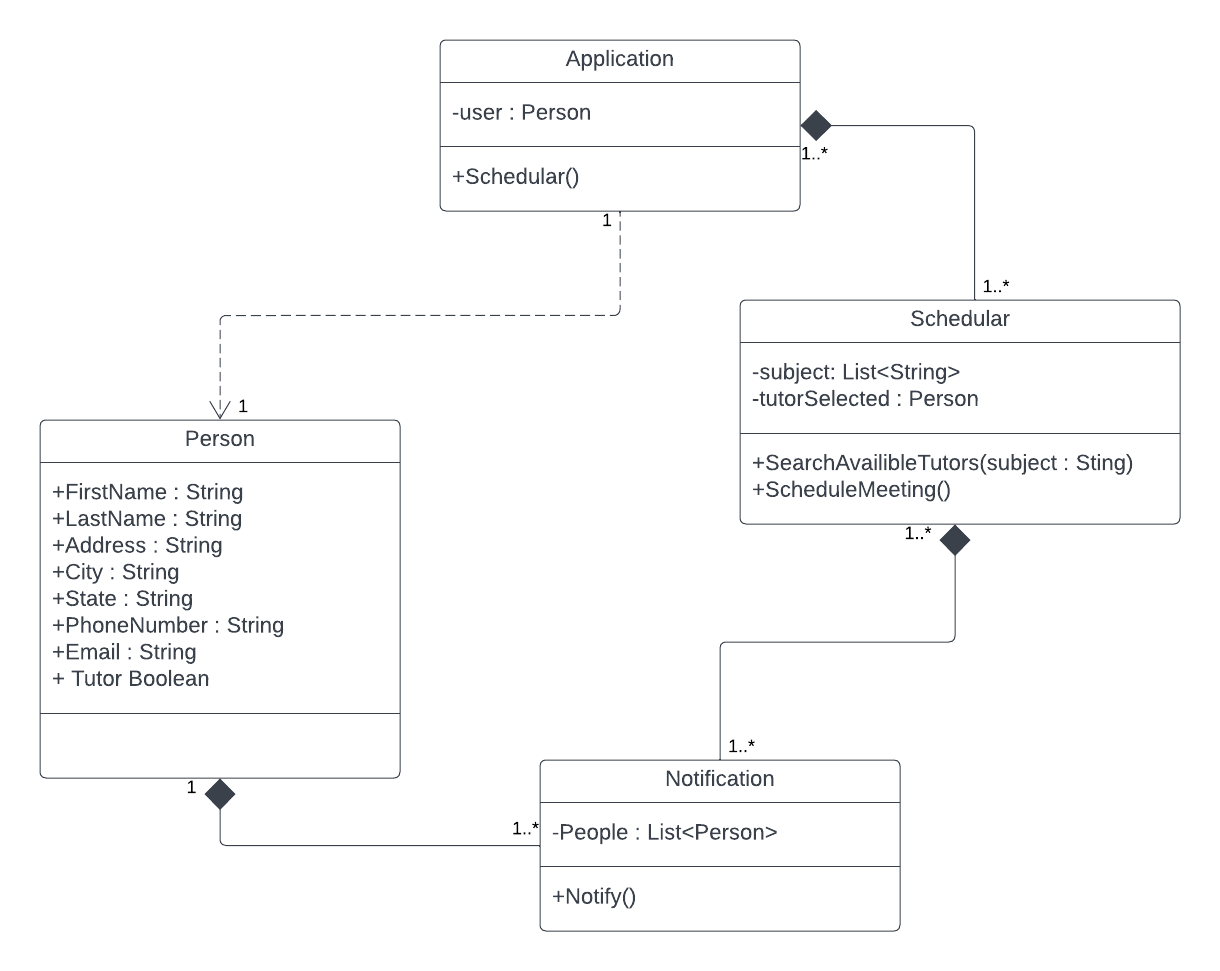 Application
-user : Person
+Schedular()
1..*
1
1..*
Schedular
-subject: List<String>
-tutorSelected : Person
+SearchAvailibleTutors(subject : Sting)
+ScheduleMeeting()
1
Person
+FirstName : String
+LastName : String
+Address : String
+City : String
+State : String
+PhoneNumber : String
+Email : String
+ Tutor Boolean
1..*
1..*
1
1..*
Notification
-People : List<Person>
+Notify()